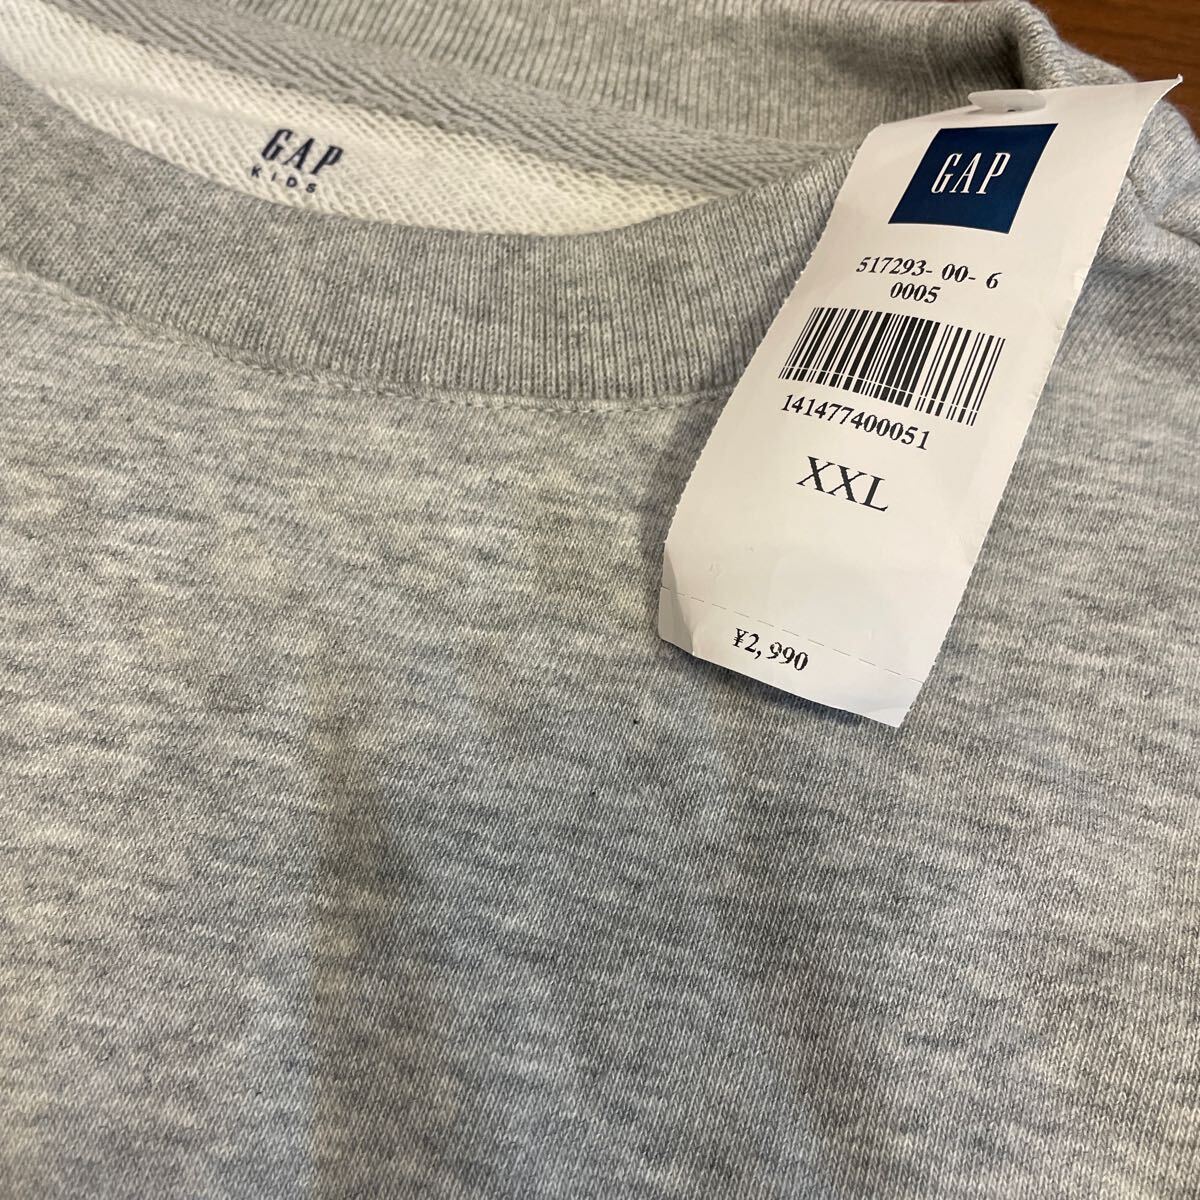 GAP
KIDS
GAP
517293- 00- 6
0005
141477400051
XXL
¥2,990